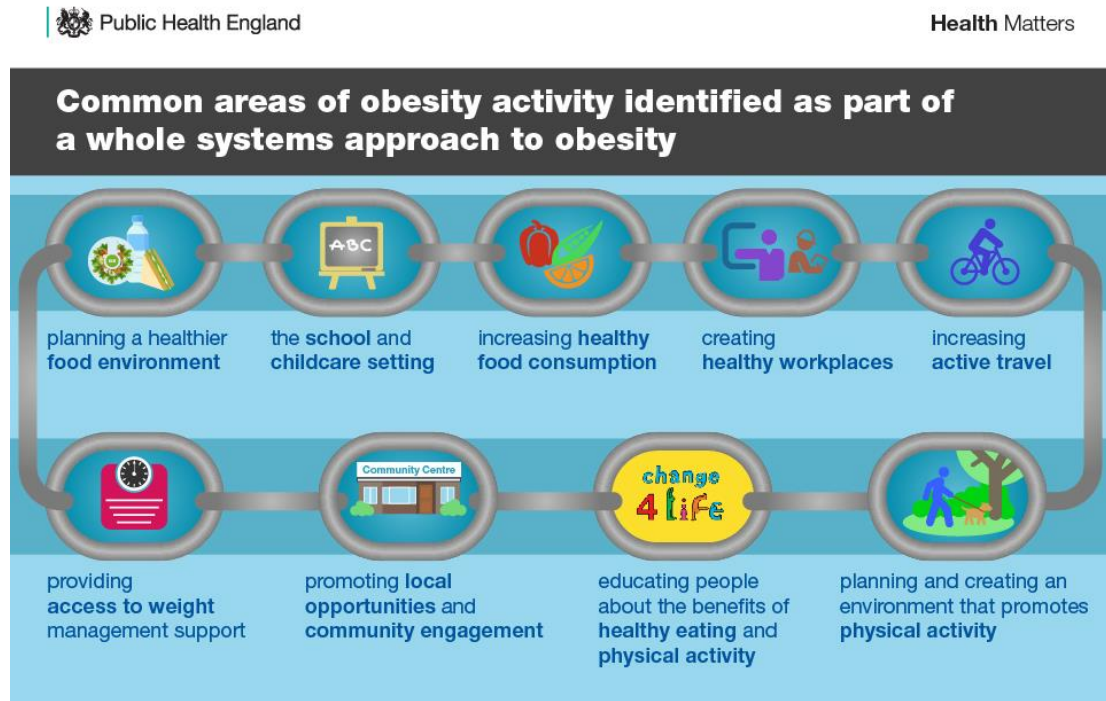 Public Health England
Health Matters
Common areas of obesity activity identified as part of
a whole systems approach to obesity
ABC
planning a healthier
food environment
the school and
childcare setting
increasing healthy
food consumption
creating
healthy workplaces
increasing
active travel
Community Centre
change
4 Life
providing
access to weight
management support
promoting local
opportunities and
community engagement
educating people
about the benefits of
healthy eating and
physical activity
planning and creating an
environment that promotes
physical activity